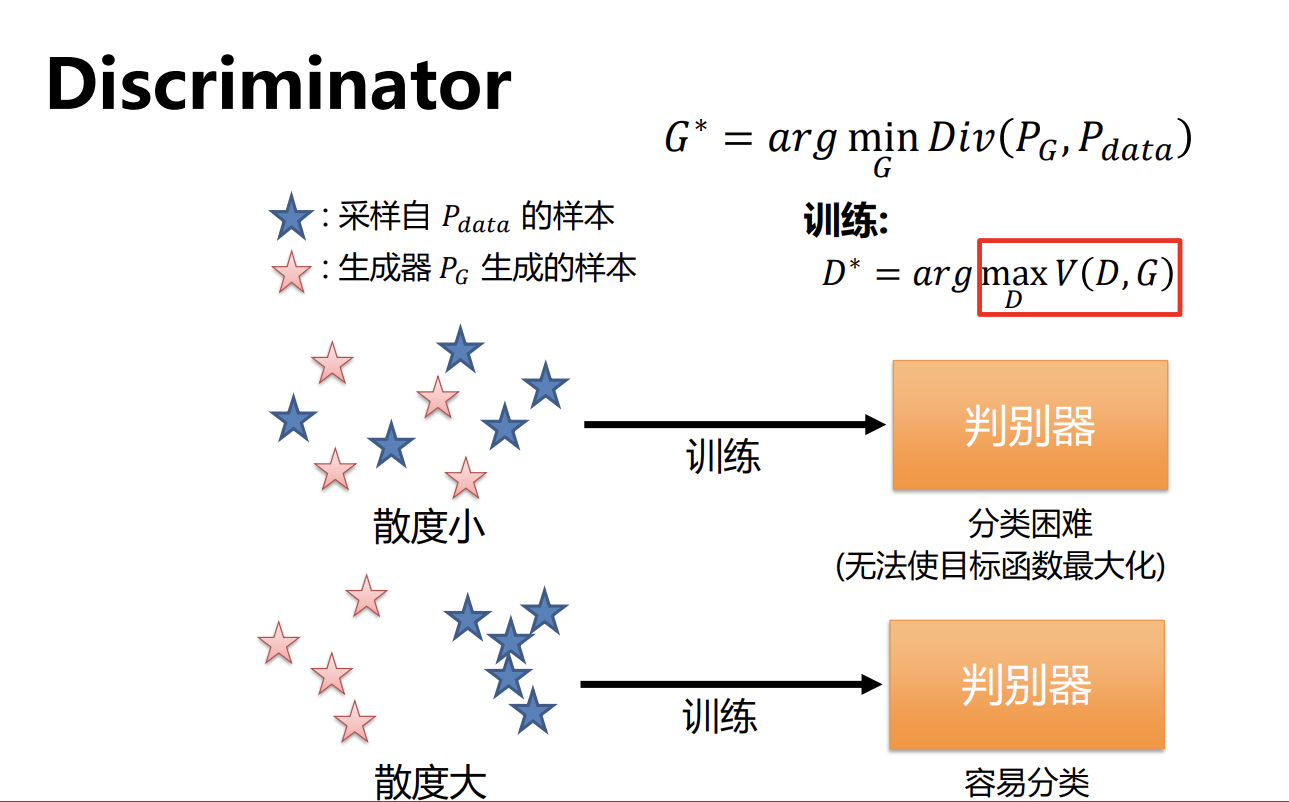 Discriminator
G* = arg min Div(P_G, P_data)
G
: 采样自 P_data 的样本
: 生成器 P_G 生成的样本
训练:
D* = arg max V(D, G)
D
训练
判别器
散度小
分类困难
(无法使目标函数最大化)
训练
判别器
散度大
容易分类